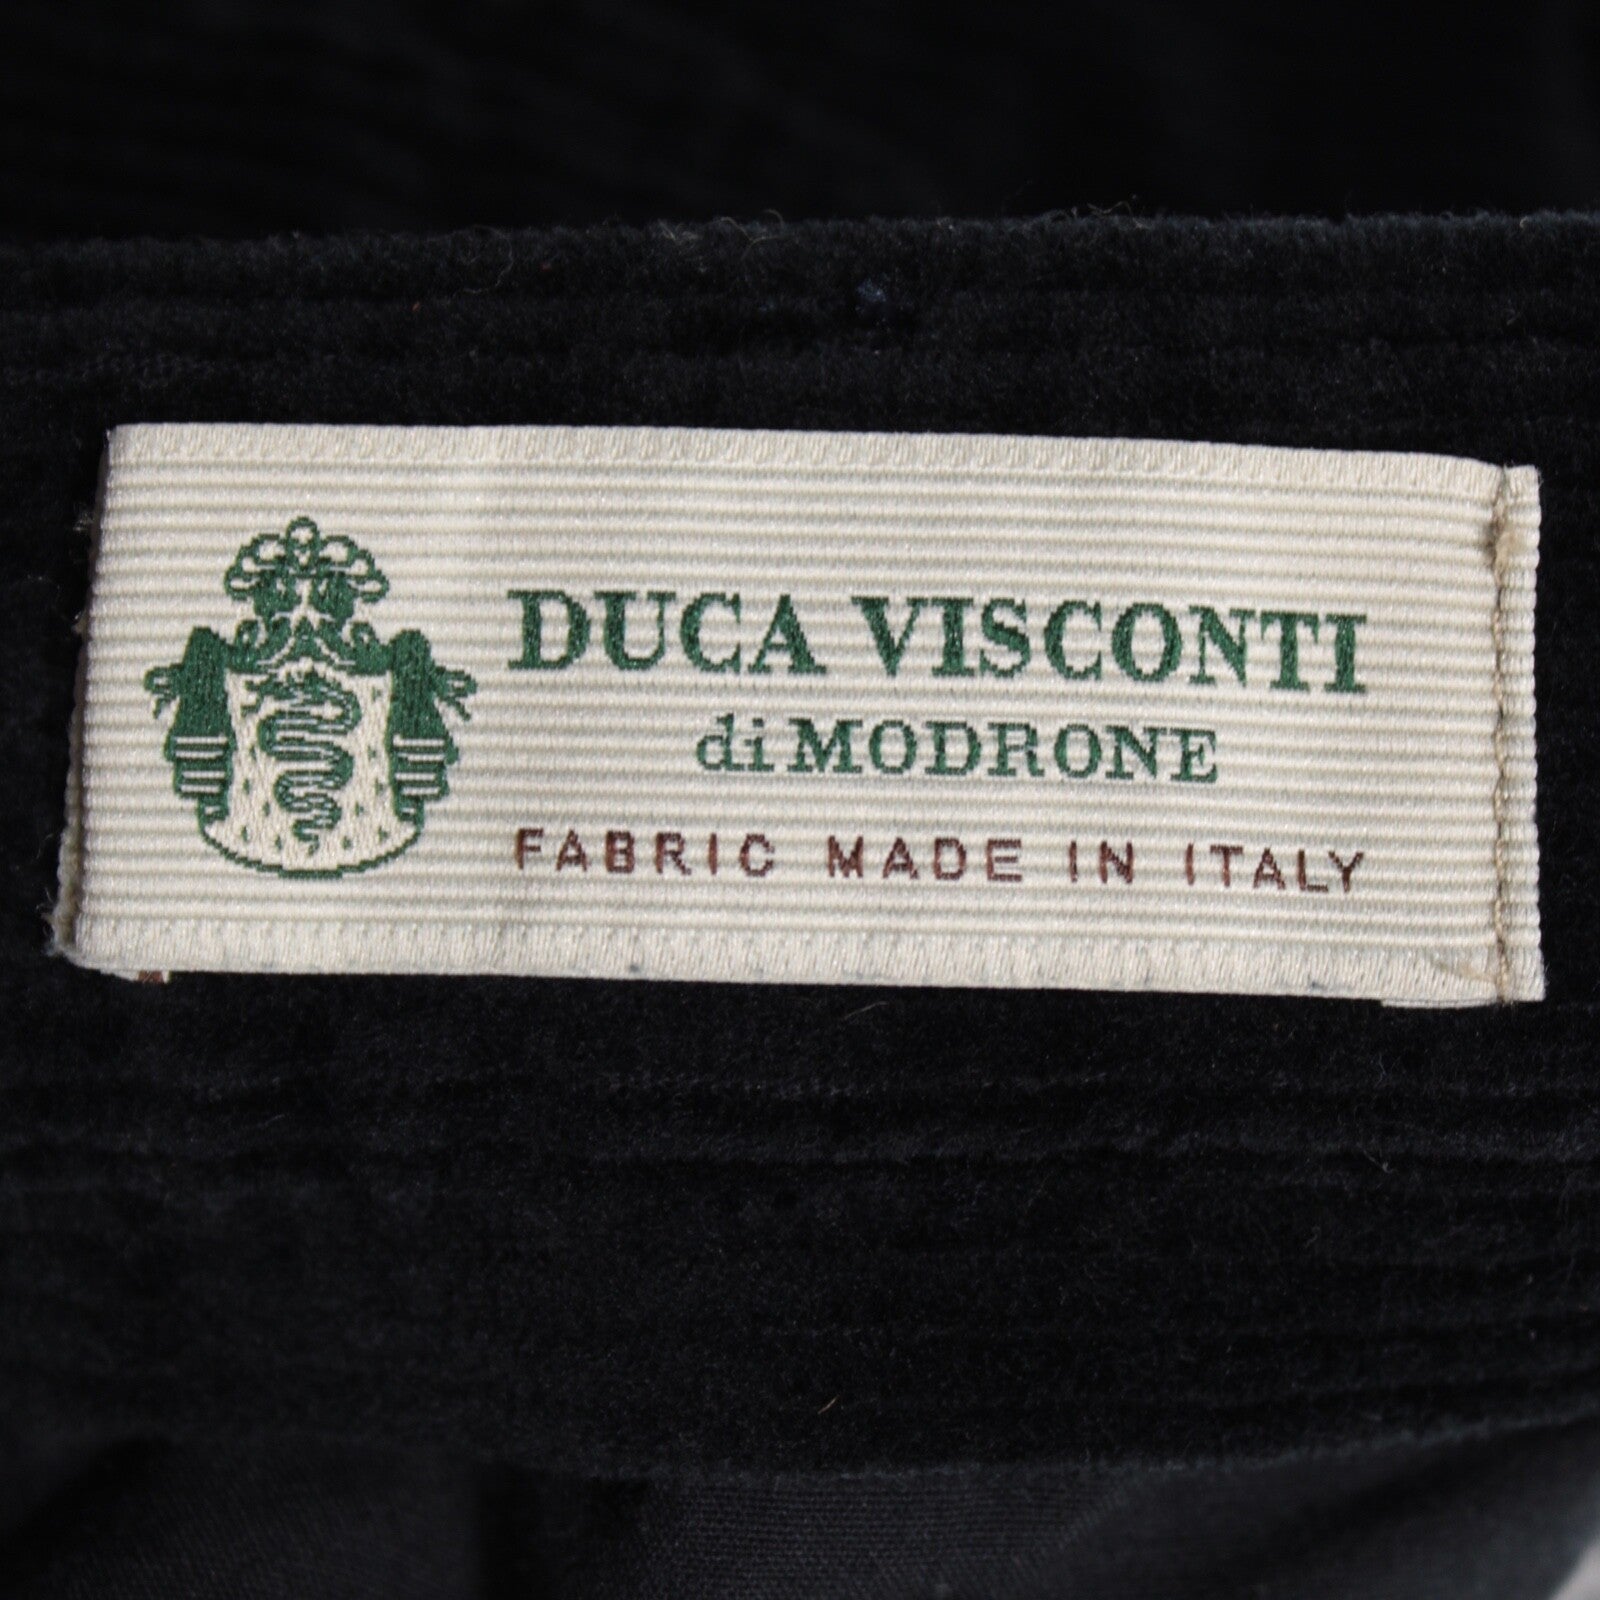 DUCA VISCONTI
di MODRONE
FABRIC MADE IN ITALY